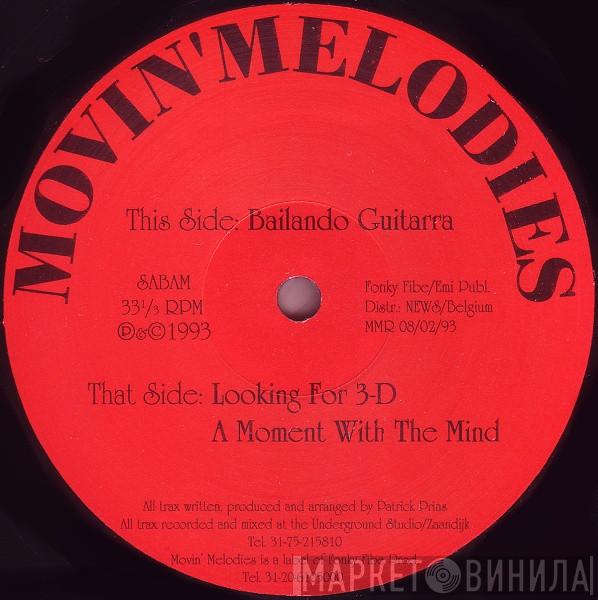 MOVIN' MELODIES
This Side: Bailando Guitarra
SABAM
33⅓ RPM
℗&©1993
Fonky Fibe/Emi Publ.
Distr.: NEWS/Belgium
MMR 08/02/93
That Side: Looking For 3-D
A Moment With The Mind
All trax written, produced and arranged by Patrick Prins
All trax recorded and mixed at the Underground Studio/Zaandijk
Tel. 31-75-215810
Movin' Melodies is a label of Fonky Fibe Prod.
Tel. 31-20-
МАРКЕТ ВИНИЛА